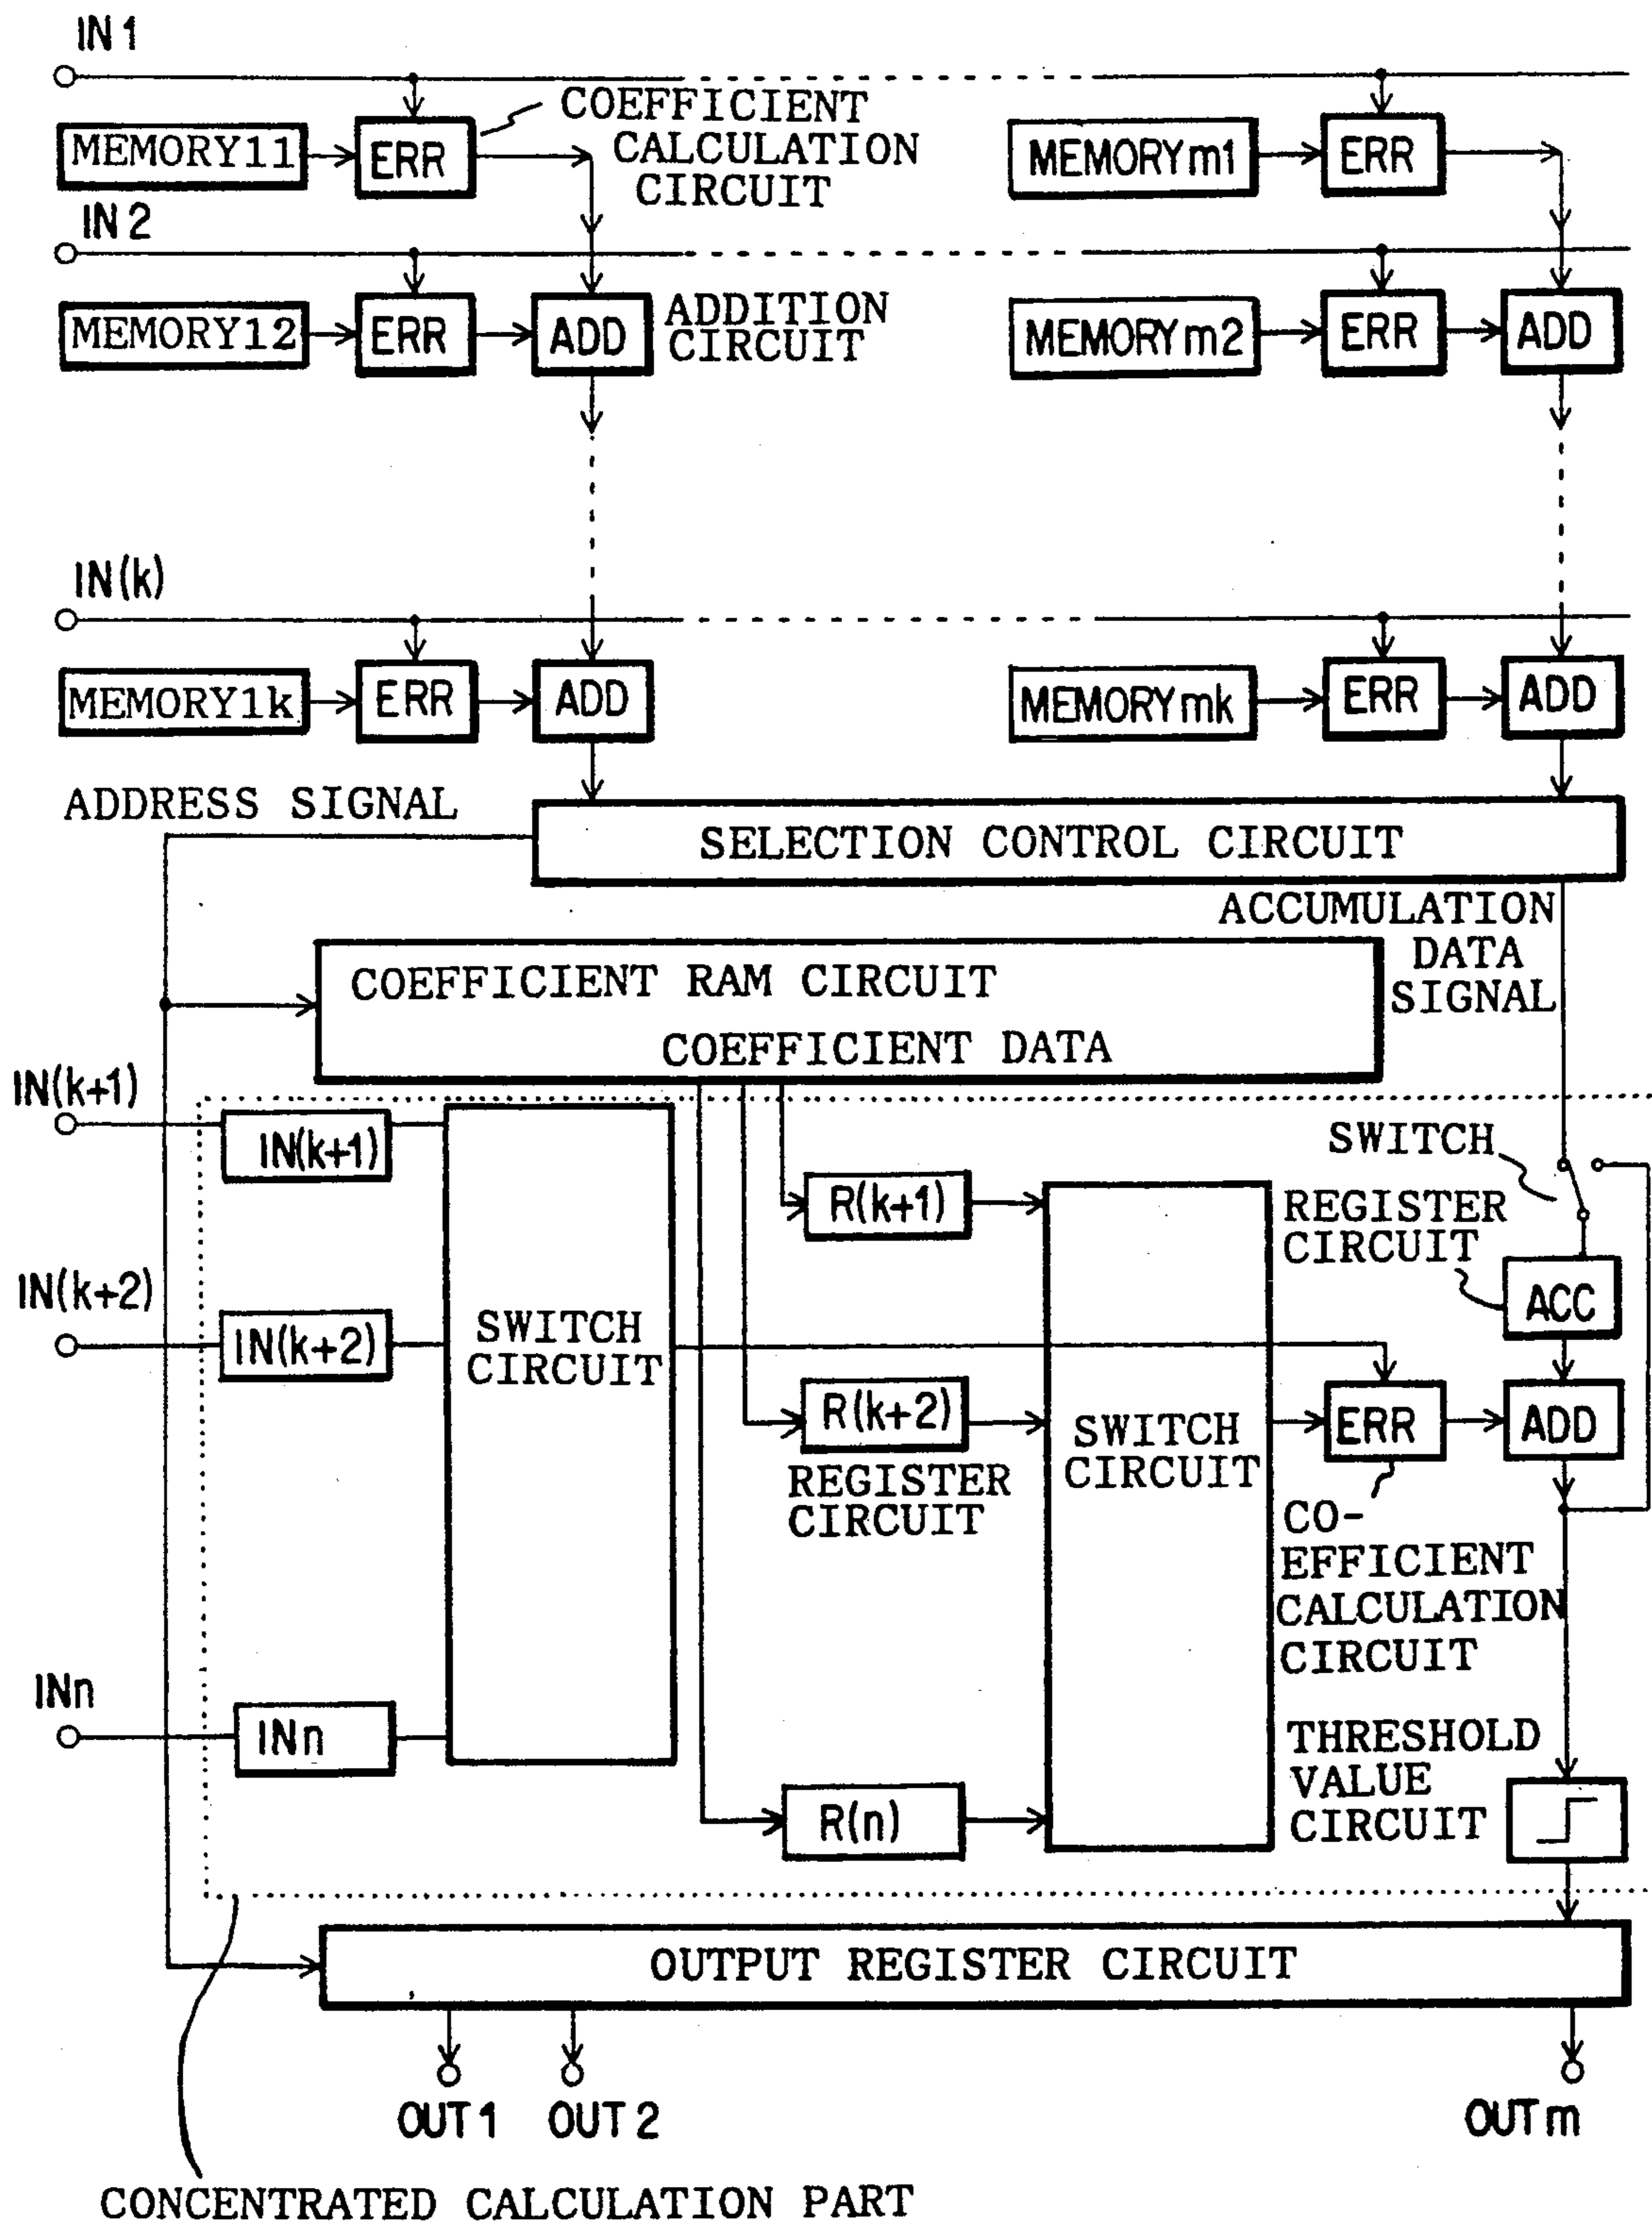 IN1
COEFFICIENT
CALCULATION
CIRCUIT
MEMORY11
ERR
MEMORYm1
ERR
IN2
MEMORY12
ERR
ADD
ADDITION
CIRCUIT
MEMORYm2
ERR
ADD
IN(k)
MEMORY1k
ERR
ADD
MEMORYmk
ERR
ADD
ADDRESS SIGNAL
SELECTION CONTROL CIRCUIT
ACCUMULATION
DATA
SIGNAL
COEFFICIENT RAM CIRCUIT
COEFFICIENT DATA
IN(k+1)
IN(k+1)
SWITCH
R(k+1)
REGISTER
CIRCUIT
ACC
IN(k+2)
IN(k+2)
SWITCH
CIRCUIT
R(k+2)
REGISTER
CIRCUIT
SWITCH
CIRCUIT
ERR
ADD
CO-
EFFICIENT
CALCULATION
CIRCUIT
INn
INn
R(n)
THRESHOLD
VALUE
CIRCUIT
OUTPUT REGISTER CIRCUIT
OUT1
OUT2
OUTm
CONCENTRATED CALCULATION PART